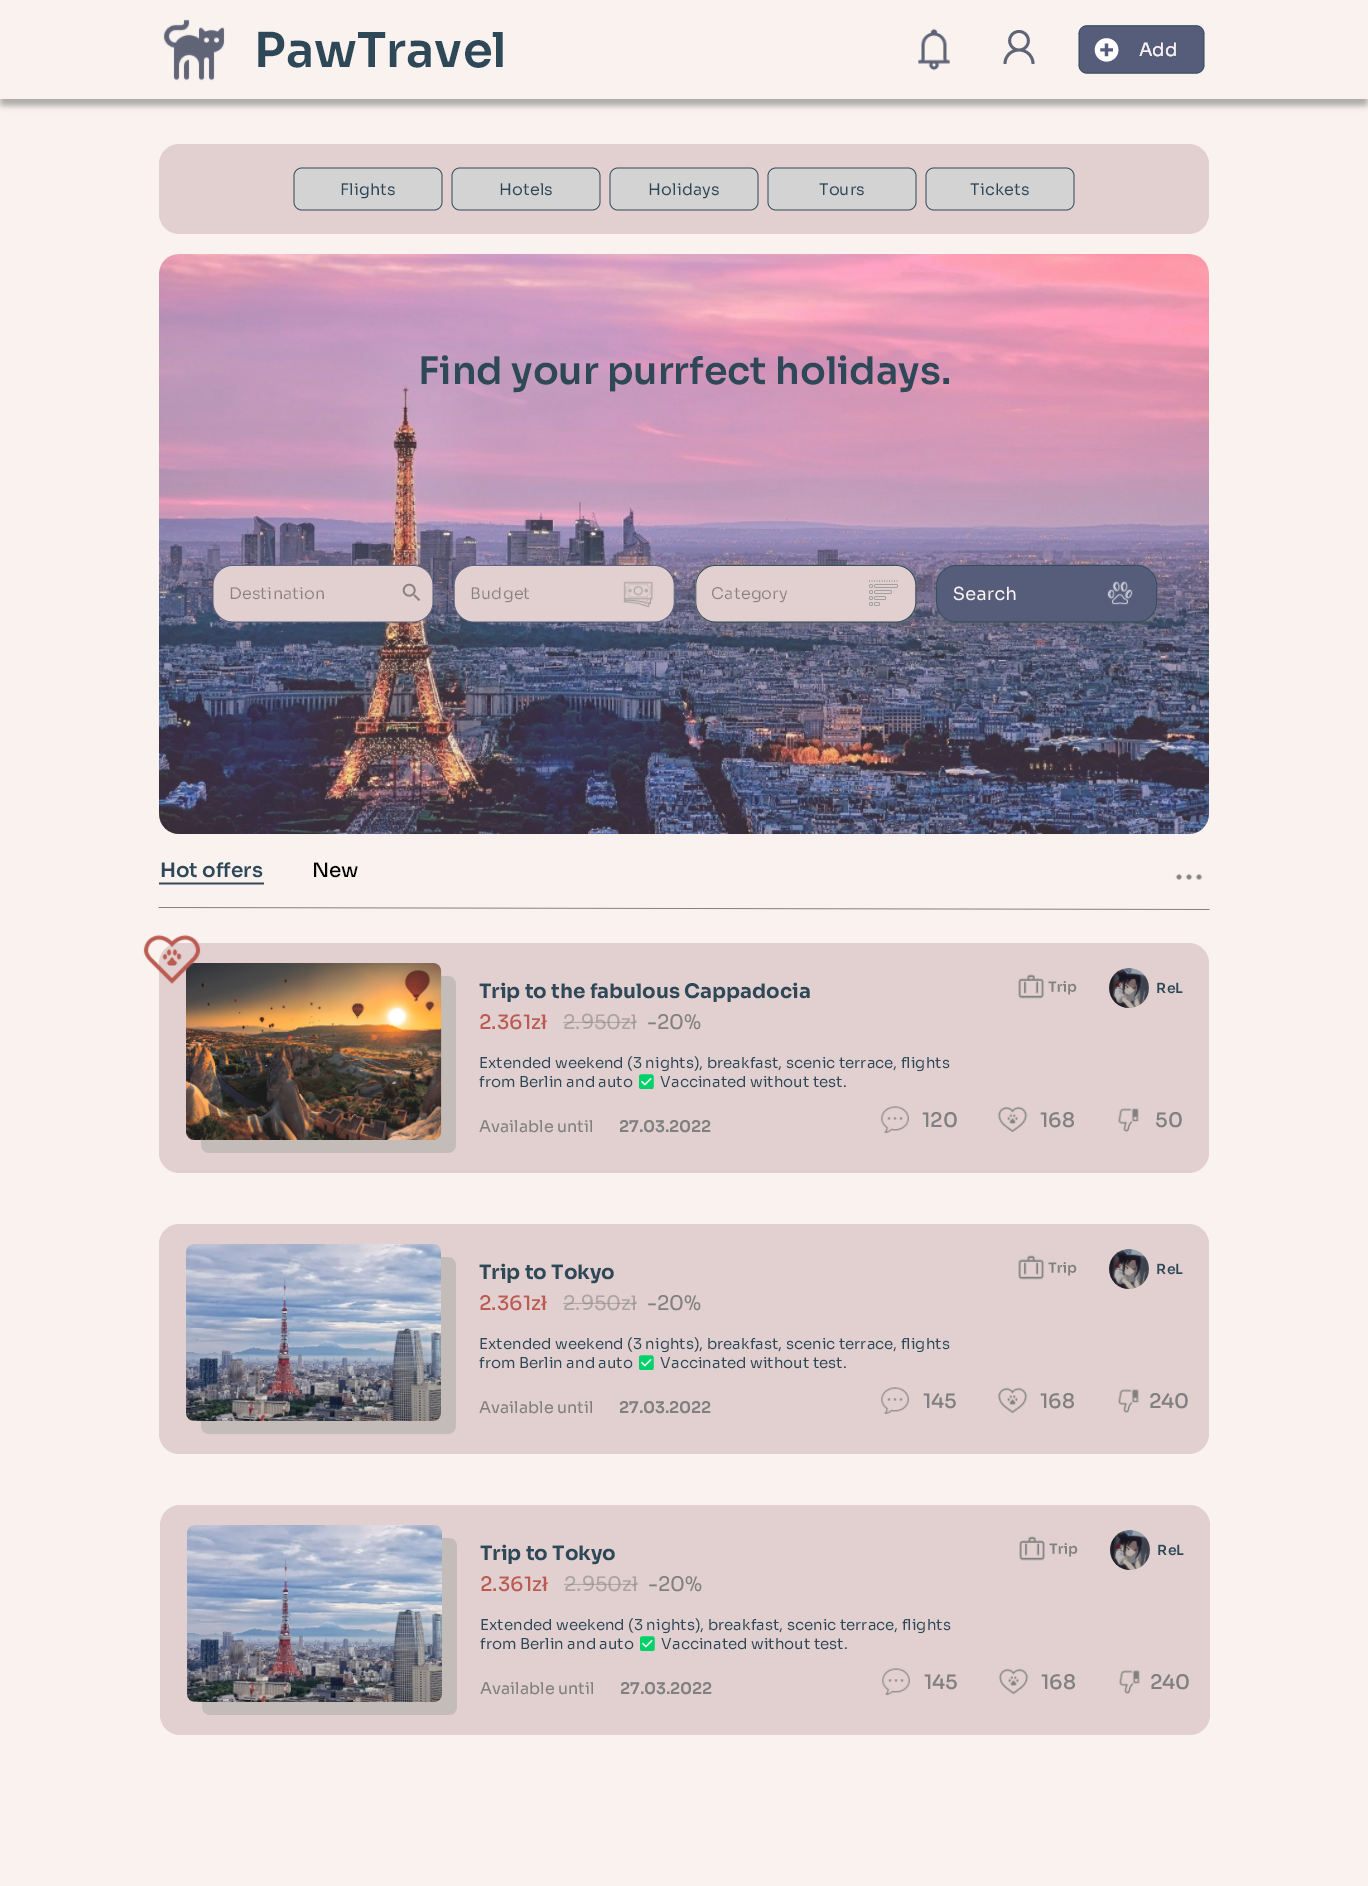 PawTravel
Add
Flights
Hotels
Holidays
Tours
Tickets
Find your purrfect holidays.
Destination
Budget
Category
Search
Hot offers
New
Trip to the fabulous Cappadocia
Trip
ReL
2.361zł 2.950zł -20%
Extended weekend (3 nights), breakfast, scenic terrace, flights
from Berlin and auto ✅ Vaccinated without test.
Available until 27.03.2022
120
168
50
Trip to Tokyo
Trip
ReL
2.361zł 2.950zł -20%
Extended weekend (3 nights), breakfast, scenic terrace, flights
from Berlin and auto ✅ Vaccinated without test.
Available until 27.03.2022
145
168
240
Trip to Tokyo
Trip
ReL
2.361zł 2.950zł -20%
Extended weekend (3 nights), breakfast, scenic terrace, flights
from Berlin and auto ✅ Vaccinated without test.
Available until 27.03.2022
145
168
240